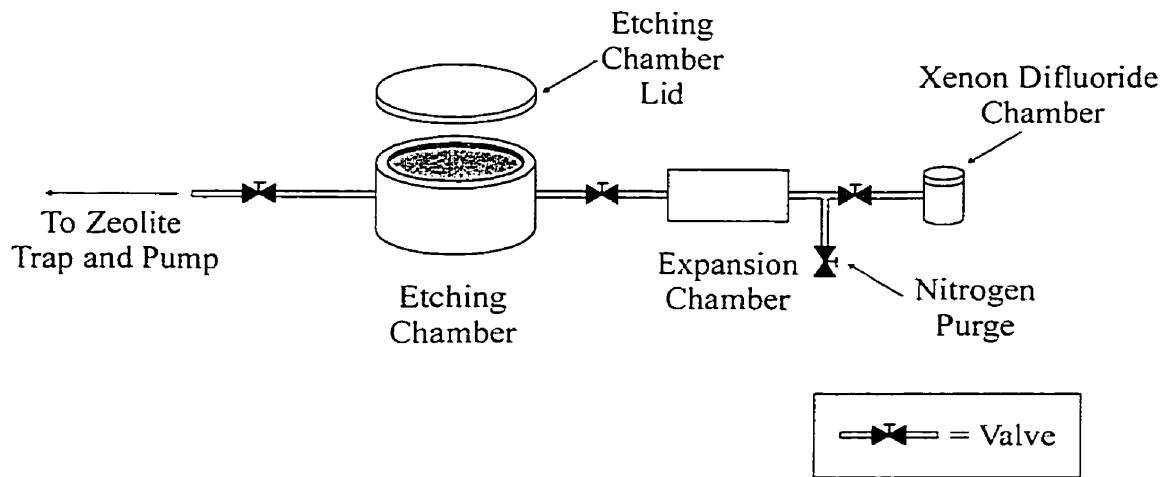 Etching
Chamber
Lid
Xenon Difluoride
Chamber
To Zeolite
Trap and Pump
Etching
Chamber
Expansion
Chamber
Nitrogen
Purge
= Valve